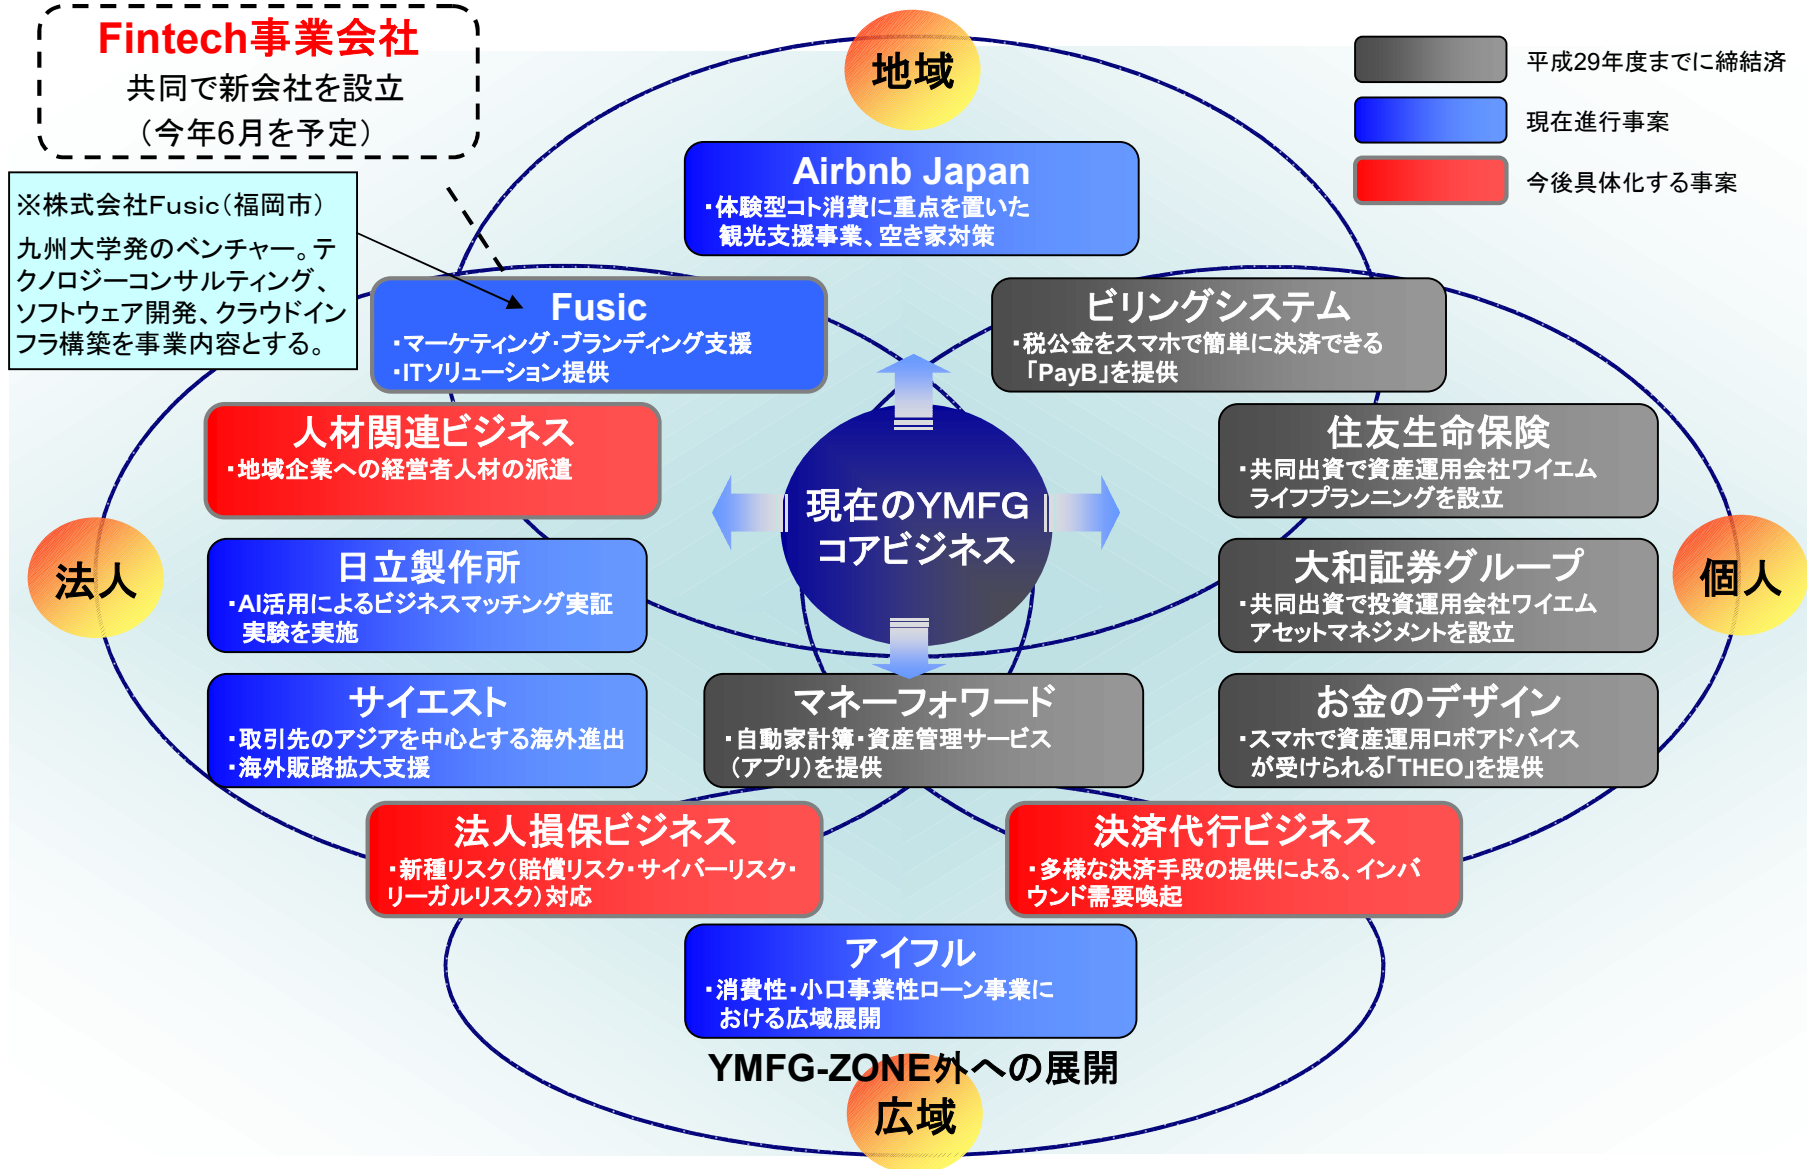 Fintech事業会社
共同で新会社を設立
（今年6月を予定）
地域
平成29年度までに締結済
現在進行事案
今後具体化する事案
※株式会社Fusic（福岡市）
九州大学発のベンチャー。テ
クノロジーコンサルティング、
ソフトウェア開発、クラウドイン
フラ構築を事業内容とする。
Airbnb Japan
・体験型コト消費に重点を置いた
観光支援事業、空き家対策
Fusic
・マーケティング・ブランディング支援
・ITソリューション提供
ビリングシステム
・税公金をスマホで簡単に決済できる
「PayB」を提供
人材関連ビジネス
・地域企業への経営者人材の派遣
現在のYMFG
コアビジネス
住友生命保険
・共同出資で資産運用会社ワイエム
ライフプランニングを設立
法人
日立製作所
・AI活用によるビジネスマッチング実証
実験を実施
大和証券グループ
・共同出資で投資運用会社ワイエム
アセットマネジメントを設立
個人
サイエスト
・取引先のアジアを中心とする海外進出
・海外販路拡大支援
マネーフォワード
・自動家計簿・資産管理サービス
（アプリ）を提供
お金のデザイン
・スマホで資産運用ロボアドバイス
が受けられる「THEO」を提供
法人損保ビジネス
・新種リスク（賠償リスク・サイバーリスク・
リーガルリスク）対応
決済代行ビジネス
・多様な決済手段の提供による、インバ
ウンド需要喚起
アイフル
・消費性・小口事業性ローン事業に
おける広域展開
YMFG-ZONE外への展開
広域